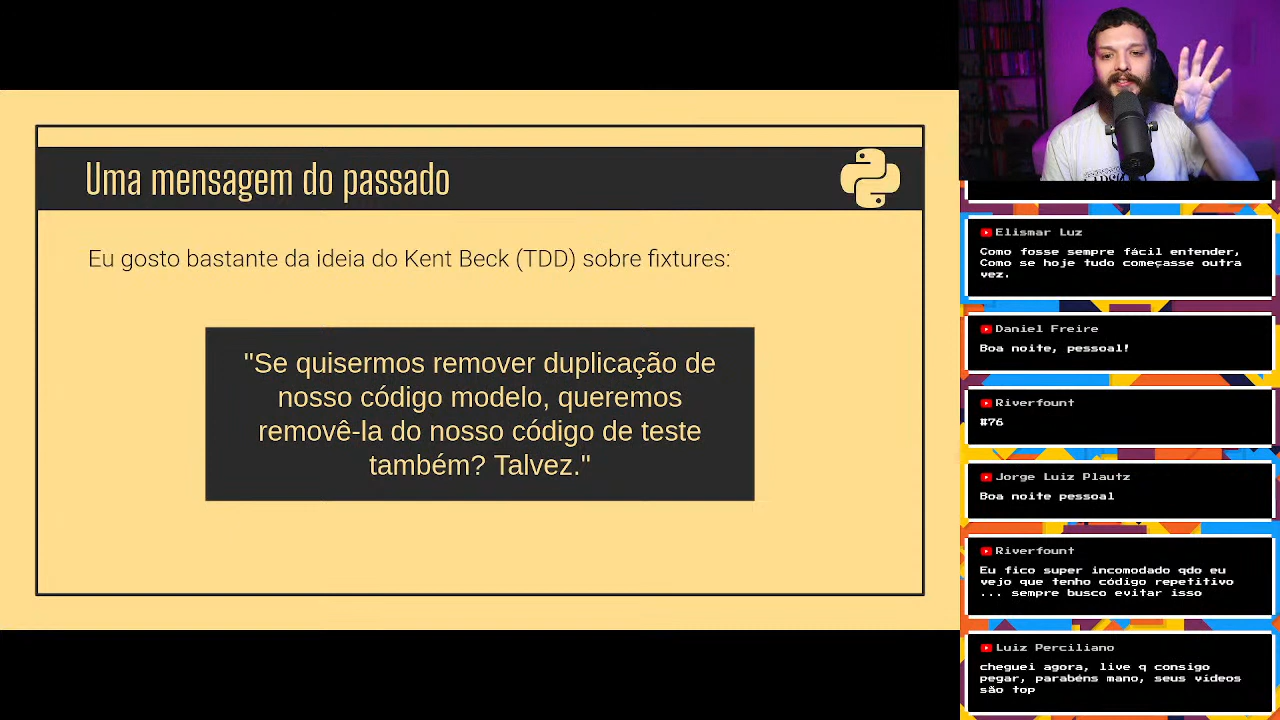 Uma mensagem do passado
Eu gosto bastante da ideia do Kent Beck (TDD) sobre fixtures:
"Se quisermos remover duplicação de
nosso código modelo, queremos
removê-la do nosso código de teste
também? Talvez."
Elismar Luz
Como fosse sempre fácil entender,
Como se hoje tudo começasse outra
vez.
Daniel Freire
Boa noite, pessoal!
Riverfount
#76
Jorge Luiz Plautz
Boa noite pessoal
Riverfount
Eu fico super incomodado qdo eu
vejo que tenho código repetitivo
... sempre busco evitar isso
Luiz Perciliano
cheguei agora, live q consigo
pegar, parabéns mano, seus vídeos
são top